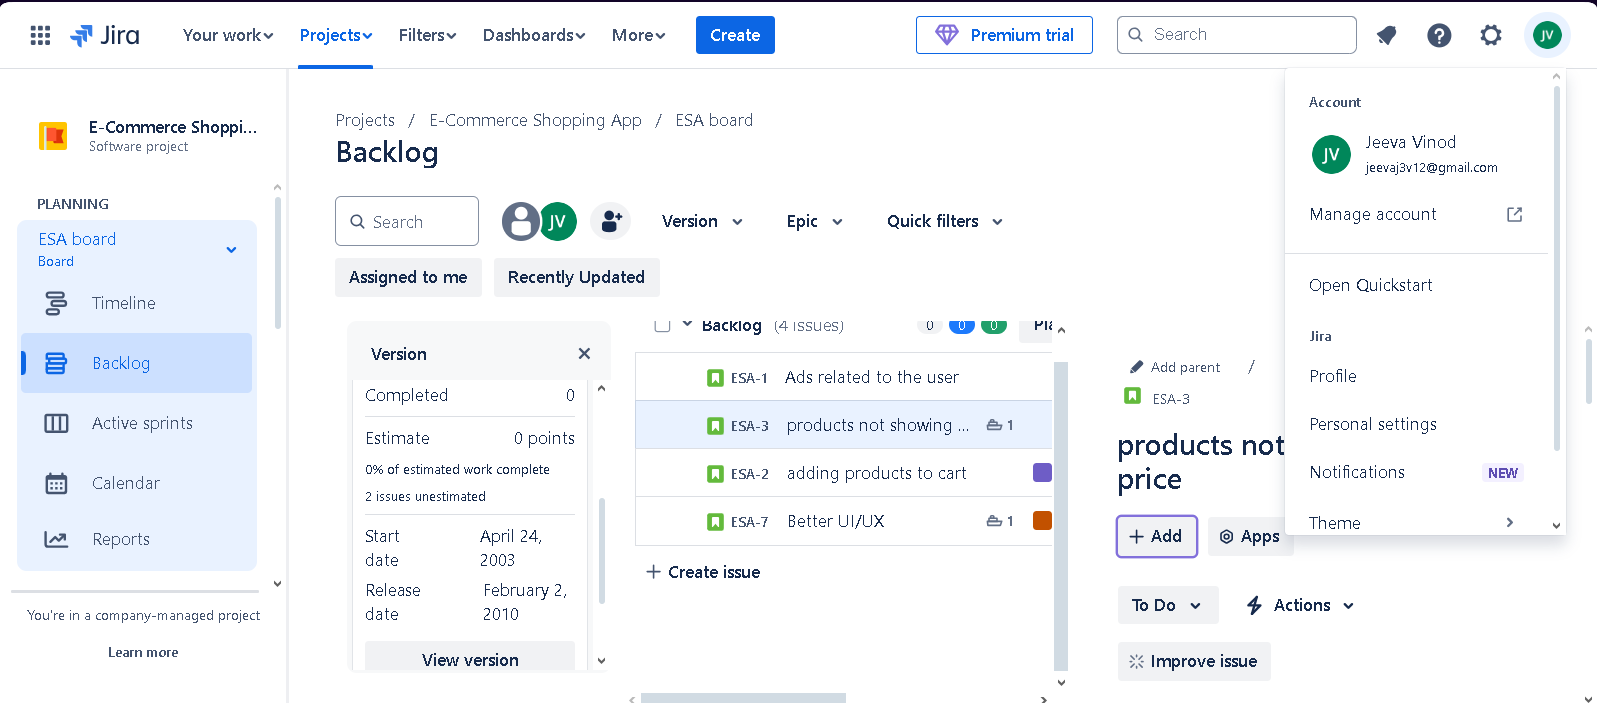 Jira
Your work
Projects
Filters
Dashboards
More
Create
Premium trial
Search
JV
E-Commerce Shoppi...
Software project
PLANNING
ESA board
Board
Timeline
Backlog
Active sprints
Calendar
Reports
You're in a company-managed project
Learn more
Projects / E-Commerce Shopping App / ESA board
Backlog
Search
JV
Version
Epic
Quick filters
Assigned to me
Recently Updated
Version
Completed 0
Estimate 0 points
0% of estimated work complete
2 issues unestimated
Start date
April 24, 2003
Release date
February 2, 2010
View version
Backlog (4 issues) 0 0 0
ESA-1 Ads related to the user
ESA-3 products not showing ... 1
ESA-2 adding products to cart
ESA-7 Better UI/UX 1
+ Create issue
Add parent /
ESA-3
products not
price
+ Add
Apps
To Do
Actions
Improve issue
Account
JV
Jeeva Vinod
jeevaj3v12@gmail.com
Manage account
Open Quickstart
Jira
Profile
Personal settings
Notifications NEW
Theme